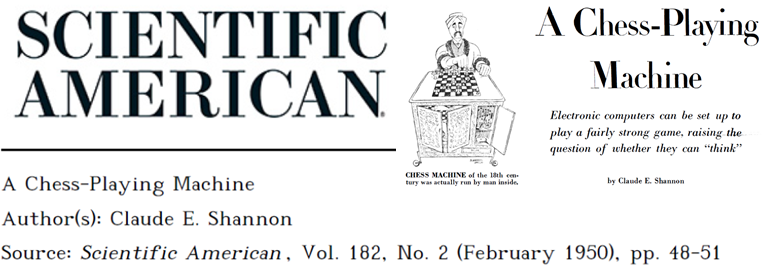 SCIENTIFIC
AMERICAN®
A Chess-Playing Machine
Author(s): Claude E. Shannon
Source: Scientific American, Vol. 182, No. 2 (February 1950), pp. 48-51
CHESS MACHINE of the 18th cen-
tury was actually run by man inside.
A Chess-Playing
Machine
Electronic computers can be set up to
play a fairly strong game, raising the
question of whether they can “think”
by Claude E. Shannon